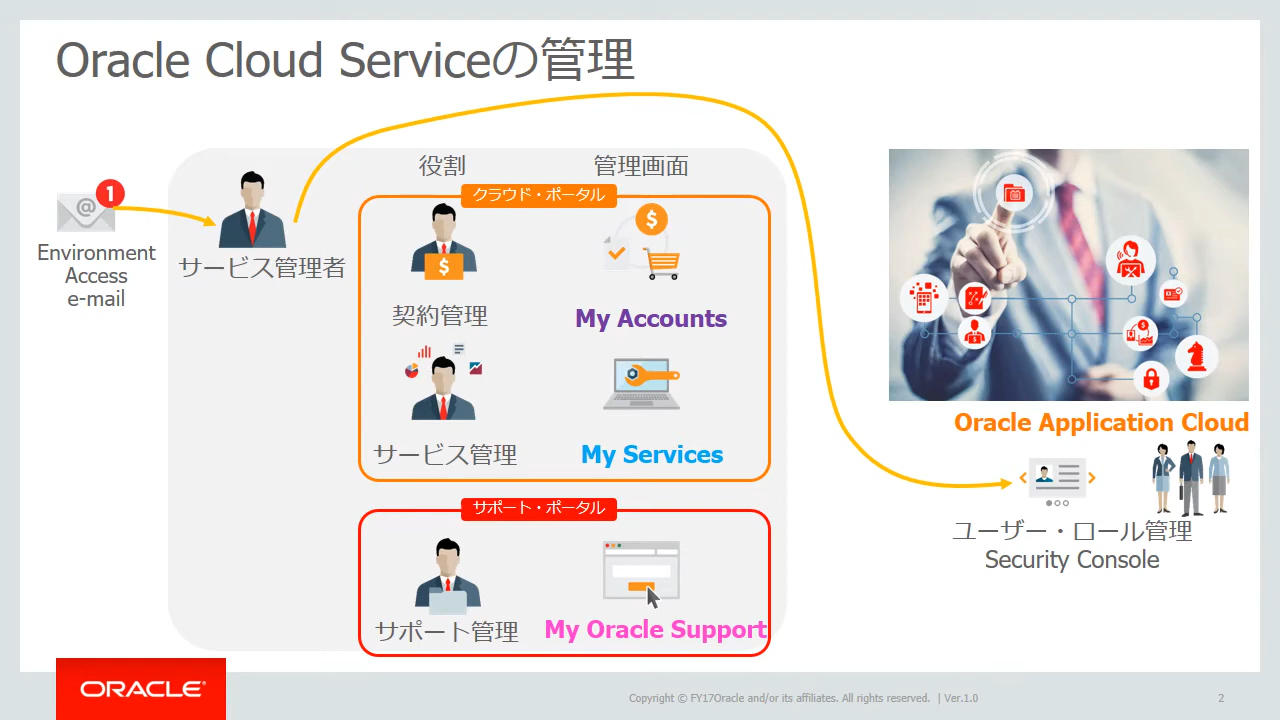 Oracle Cloud Serviceの管理
役割
管理画面
クラウド・ポータル
1
@
Environment
Access
e-mail
サービス管理者
$
$
契約管理
My Accounts
サービス管理
My Services
サポート・ポータル
サポート管理
My Oracle Support
$
$
Oracle Application Cloud
ユーザー・ロール管理
Security Console
ORACLE®
Copyright © FY17Oracle and/or its affiliates. All rights reserved. | Ver.1.0
2